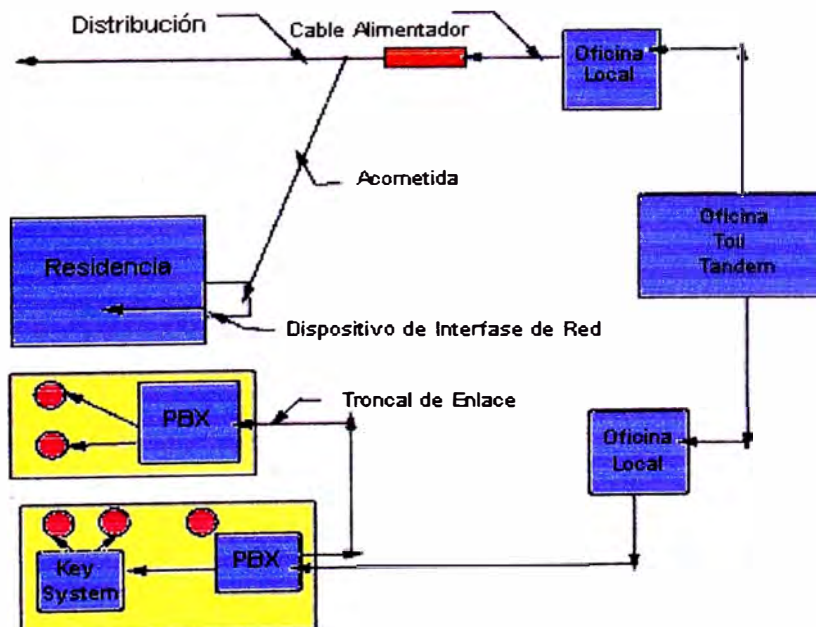 Distribución
Cable Alimentador
Oficina
Local
Acometida
Oficina
Toll
Tandem
Residencia
Dispositivo de Interfase de Red
PBX
Troncal de Enlace
Oficina
Local
PBX
Key
System